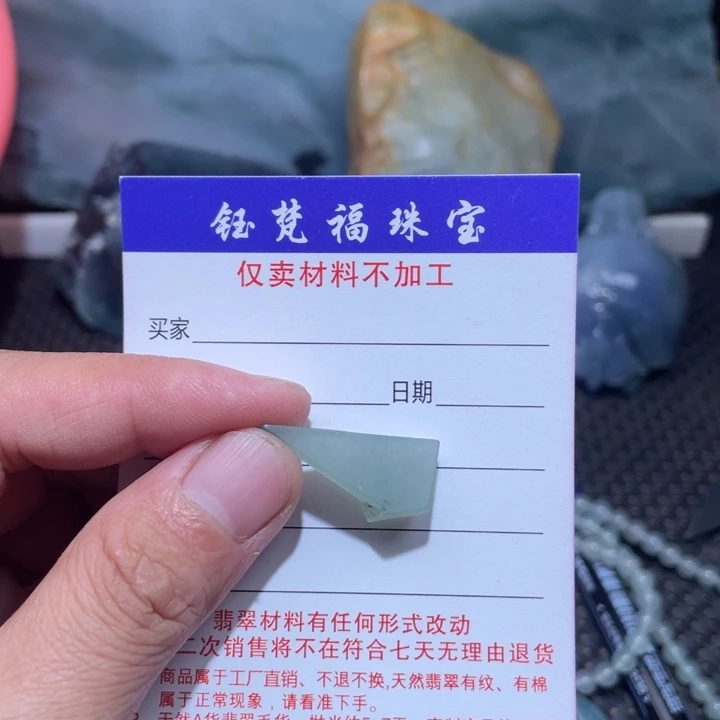 钰梵福珠宝
仅卖材料不加工
买家
日期
翡翠材料有任何形式改动
二次销售将不在符合七天无理由退货
商品属于工厂直销、不退不换,天然翡翠有纹、有棉
属于正常现象，请看准下手。